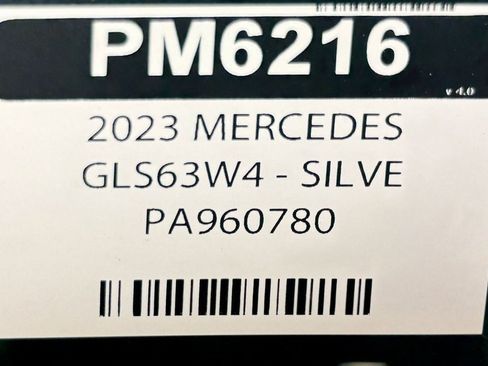 PM6216
v 4.0
2023 MERCEDES
GLS63W4 - SILVE
PA960780